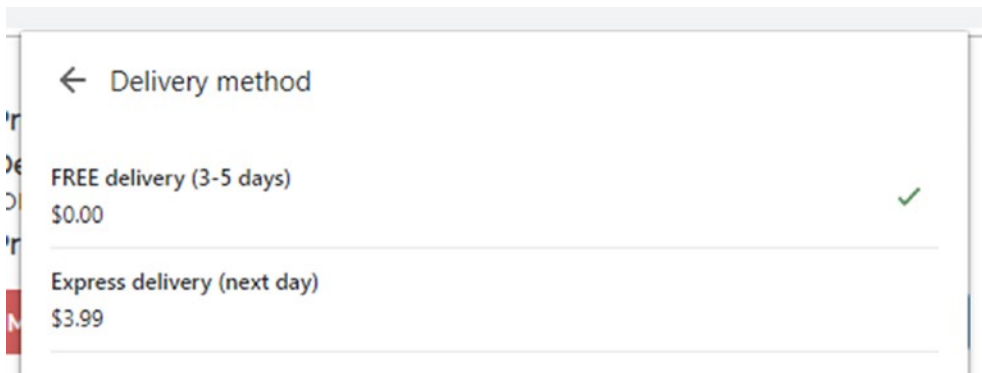 Delivery method
FREE delivery (3-5 days)
$0.00
Express delivery (next day)
$3.99